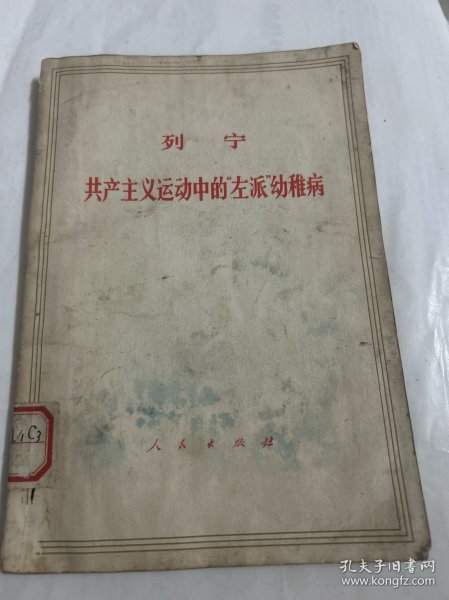 列 宁
共产主义运动中的“左派”幼稚病
人民出版社
孔夫子旧书网
www.kongfz.com